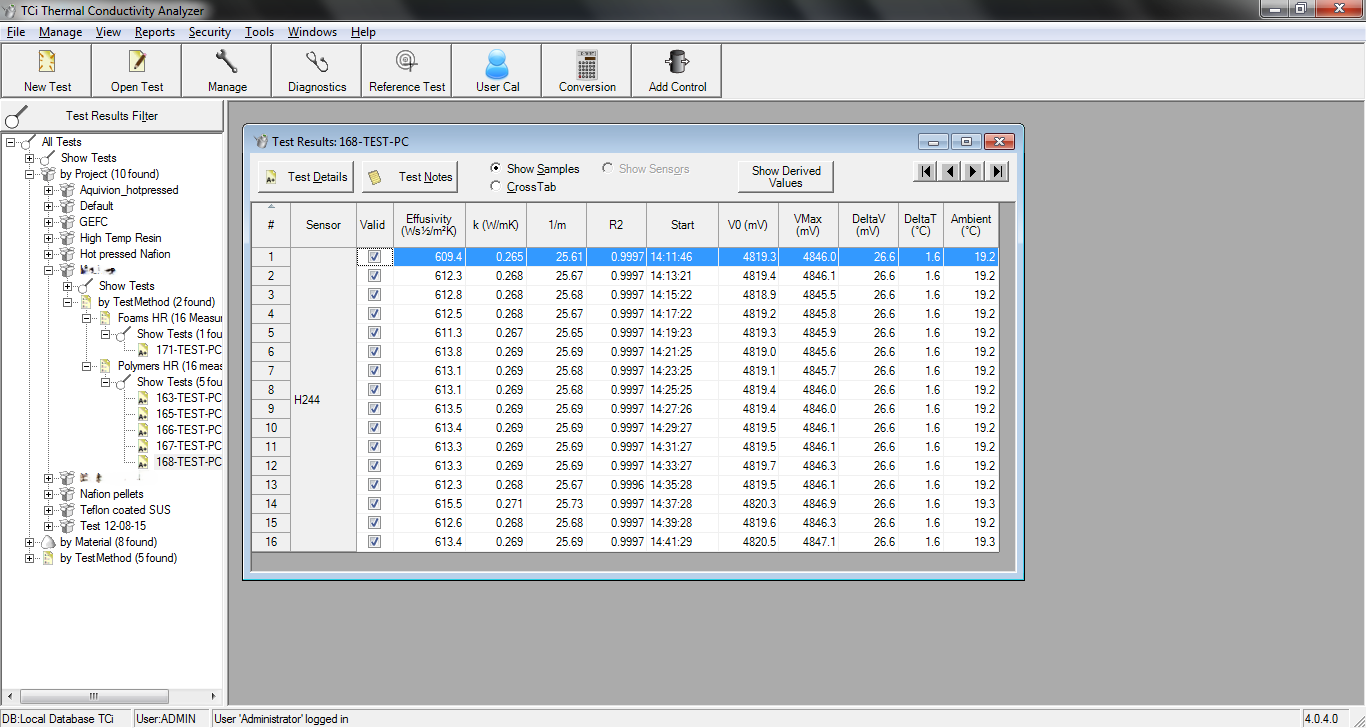 TCi Thermal Conductivity Analyzer
File Manage View Reports Security Tools Windows Help
New Test Open Test Manage Diagnostics Reference Test User Cal Conversion Add Control
Test Results Filter
All Tests
Show Tests
by Project (10 found)
Aquivion_hotpressed
Default
GEFC
High Temp Resin
Hot pressed Nafion
Show Tests
by TestMethod (2 found)
Foams HR (16 Measur
Show Tests (1 fou
171-TEST-PC
Polymers HR (16 meas
Show Tests (5 fou
163-TEST-PC
165-TEST-PC
166-TEST-PC
167-TEST-PC
168-TEST-PC
Nafion pellets
Teflon coated SUS
Test 12-08-15
by Material (8 found)
by TestMethod (5 found)
Test Results: 168-TEST-PC
Test Details Test Notes Show Samples Show Sensors
CrossTab
Show Derived
Values
# Sensor Valid Effusivity (Ws½/m²K) k (W/mK) 1/m R2 Start V0 (mV) VMax (mV) DeltaV (mV) DeltaT (°C) Ambient (°C)
1 609.4 0.265 25.61 0.9997 14:11:46 4819.3 4846.0 26.6 1.6 19.2
2 612.3 0.268 25.67 0.9997 14:13:21 4819.4 4846.1 26.6 1.6 19.2
3 612.8 0.268 25.68 0.9997 14:15:22 4818.9 4845.5 26.6 1.6 19.2
4 612.5 0.268 25.67 0.9997 14:17:22 4819.2 4845.8 26.6 1.6 19.2
5 611.3 0.267 25.65 0.9997 14:19:23 4819.3 4845.9 26.6 1.6 19.2
6 613.8 0.269 25.69 0.9997 14:21:25 4819.0 4845.6 26.6 1.6 19.2
7 613.1 0.269 25.68 0.9997 14:23:25 4819.1 4845.7 26.6 1.6 19.2
8 613.1 0.269 25.68 0.9997 14:25:25 4819.4 4846.0 26.6 1.6 19.2
H244
9 613.5 0.269 25.69 0.9997 14:27:26 4819.4 4846.0 26.6 1.6 19.2
10 613.4 0.269 25.69 0.9997 14:29:27 4819.5 4846.1 26.6 1.6 19.2
11 613.3 0.269 25.69 0.9997 14:31:27 4819.5 4846.1 26.6 1.6 19.2
12 613.3 0.269 25.69 0.9997 14:33:27 4819.7 4846.3 26.6 1.6 19.2
13 612.3 0.268 25.67 0.9996 14:35:28 4819.5 4846.1 26.6 1.6 19.2
14 615.5 0.271 25.73 0.9997 14:37:28 4820.3 4846.9 26.6 1.6 19.3
15 612.6 0.268 25.68 0.9997 14:39:28 4819.6 4846.3 26.6 1.6 19.2
16 613.4 0.269 25.69 0.9997 14:41:29 4820.5 4847.1 26.6 1.6 19.3
DB:Local Database TCi User:ADMIN User 'Administrator' logged in 4.0.4.0